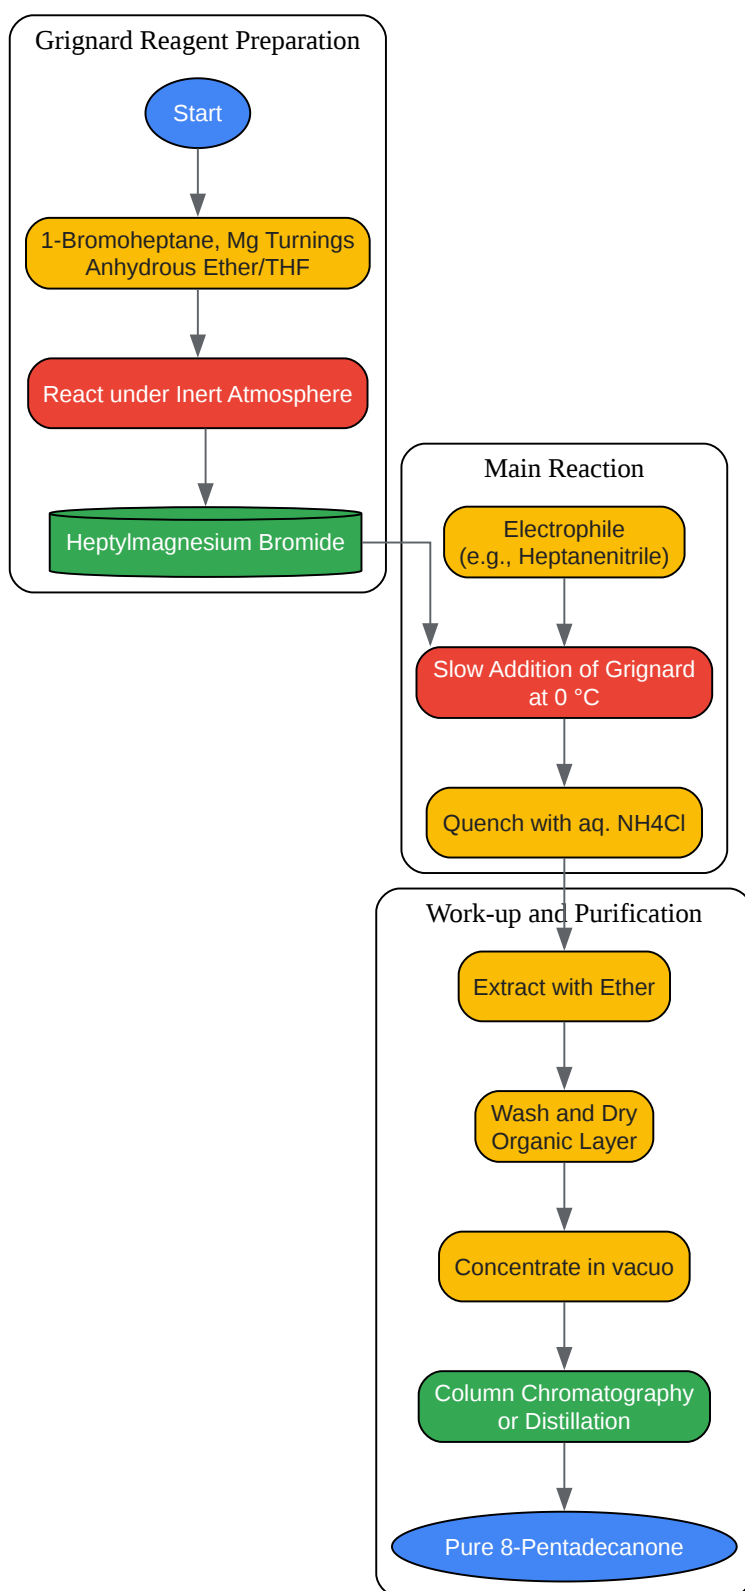 Grignard Reagent Preparation
Start
1-Bromoheptane, Mg Turnings
Anhydrous Ether/THF
React under Inert Atmosphere
Heptylmagnesium Bromide
Main Reaction
Electrophile
(e.g., Heptanenitrile)
Slow Addition of Grignard
at 0 °C
Quench with aq. NH4Cl
Work-up and Purification
Extract with Ether
Wash and Dry
Organic Layer
Concentrate in vacuo
Column Chromatography
or Distillation
Pure 8-Pentadecanone